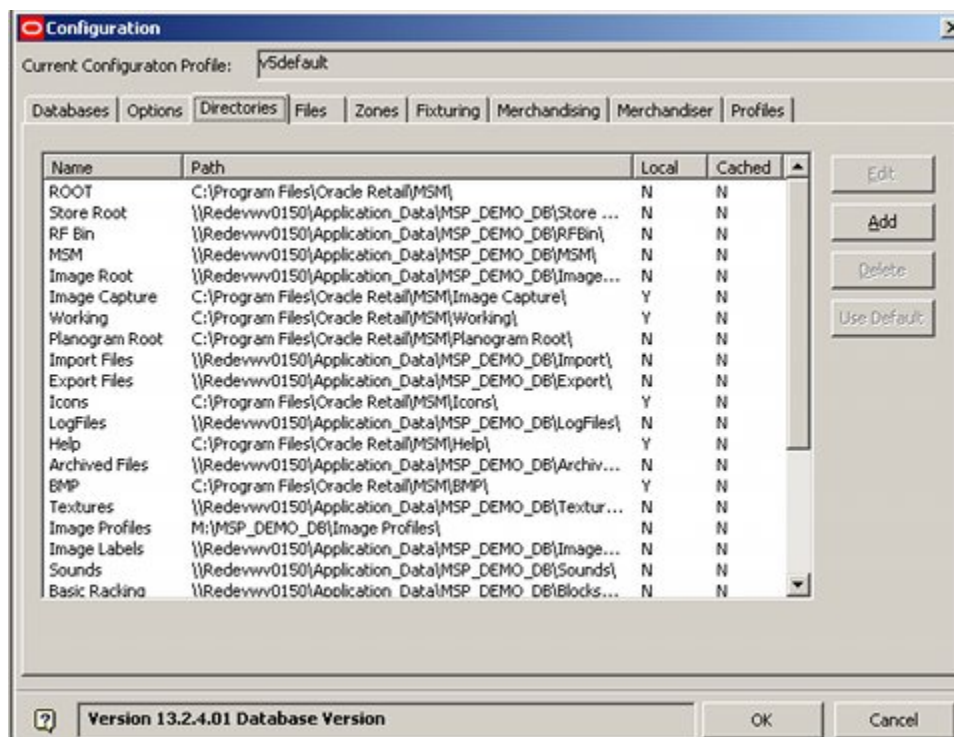 Configuration
Current Configuraton Profile: v5default
Databases Options Directories Files Zones Fixturing Merchandising Merchandiser Profiles
Name Path Local Cached
ROOT C:\Program Files\Oracle Retail\MSM\ N N
Store Root \\Redevwv0150\Application_Data\MSP_DEMO_DB\Store ... N N
RF Bin \\Redevwv0150\Application_Data\MSP_DEMO_DB\RFBin\ N N
MSM \\Redevwv0150\Application_Data\MSP_DEMO_DB\MSM\ N N
Image Root \\Redevwv0150\Application_Data\MSP_DEMO_DB\Image... N N
Image Capture C:\Program Files\Oracle Retail\MSM\Image Capture\ Y N
Working C:\Program Files\Oracle Retail\MSM\Working\ Y N
Planogram Root C:\Program Files\Oracle Retail\MSM\Planogram Root\ N N
Import Files \\Redevwv0150\Application_Data\MSP_DEMO_DB\Import\ N N
Export Files \\Redevwv0150\Application_Data\MSP_DEMO_DB\Export\ N N
Icons C:\Program Files\Oracle Retail\MSM\Icons\ Y N
LogFiles \\Redevwv0150\Application_Data\MSP_DEMO_DB\LogFiles\ N N
Help C:\Program Files\Oracle Retail\MSM\Help\ Y N
Archived Files \\Redevwv0150\Application_Data\MSP_DEMO_DB\Archiv... N N
BMP C:\Program Files\Oracle Retail\MSM\BMP\ Y N
Textures \\Redevwv0150\Application_Data\MSP_DEMO_DB\Textur... N N
Image Profiles M:\MSP_DEMO_DB\Image Profiles\ N N
Image Labels \\Redevwv0150\Application_Data\MSP_DEMO_DB\Image... N N
Sounds \\Redevwv0150\Application_Data\MSP_DEMO_DB\Sounds\ N N
Basic Racking \\Redevwv0150\Application_Data\MSP_DEMO_DB\Blocks... N N
Edit
Add
Delete
Use Default
Version 13.2.4.01 Database Version
OK Cancel